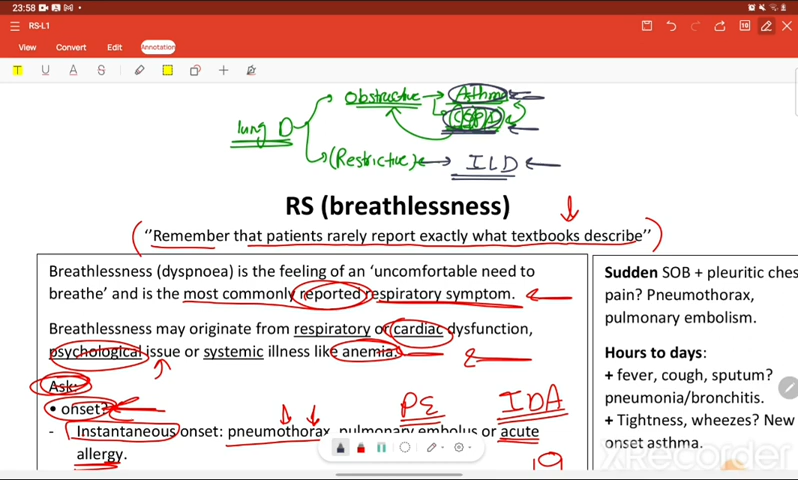 23:58
RS-L1
View Convert Edit Annotation
lung D
Obstructive → Asthma
COPD
(Restrictive) ILD
RS (breathlessness)
(''Remember that patients rarely report exactly what textbooks describe'')
Breathlessness (dyspnoea) is the feeling of an 'uncomfortable need to
breathe' and is the most commonly reported respiratory symptom.
Breathlessness may originate from respiratory or cardiac dysfunction,
psychological issue or systemic illness like anemia.
Ask:
• onset?
PE IDA
- Instantaneous onset: pneumothorax, pulmonary embolus or acute
allergy.
19
Sudden SOB + pleuritic ches
pain? Pneumothorax,
pulmonary embolism.
Hours to days:
+ fever, cough, sputum?
pneumonia/bronchitis.
+ Tightness, wheezes? New
onset asthma.
XRecorder